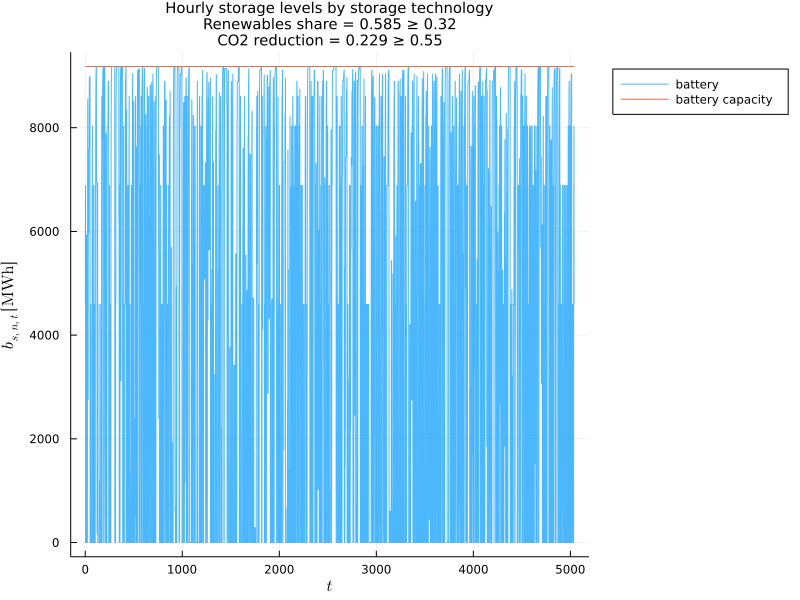 Hourly storage levels by storage technology
Renewables share = 0.585 ≥ 0.32
CO2 reduction = 0.229 ≥ 0.55
battery
battery capacity
8000
6000
4000
2000
0
b_{s, n, t} [MWh]
0 1000 2000 3000 4000 5000
t